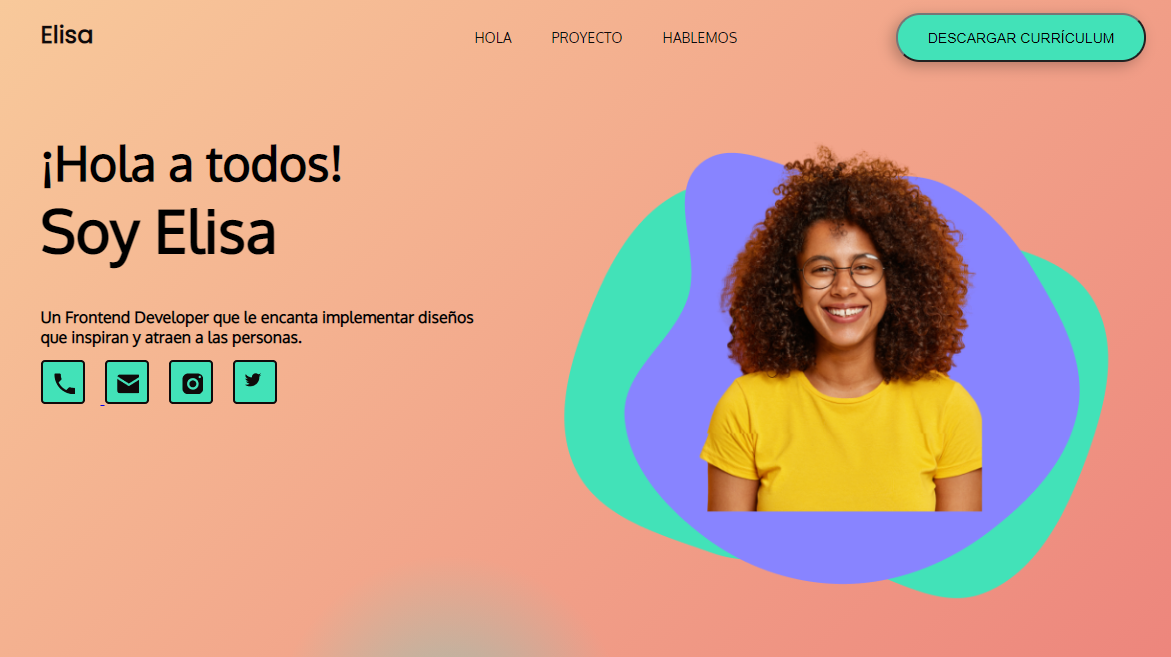 Elisa
HOLA PROYECTO HABLEMOS
DESCARGAR CURRÍCULUM
¡Hola a todos!
Soy Elisa
Un Frontend Developer que le encanta implementar diseños
que inspiran y atraen a las personas.